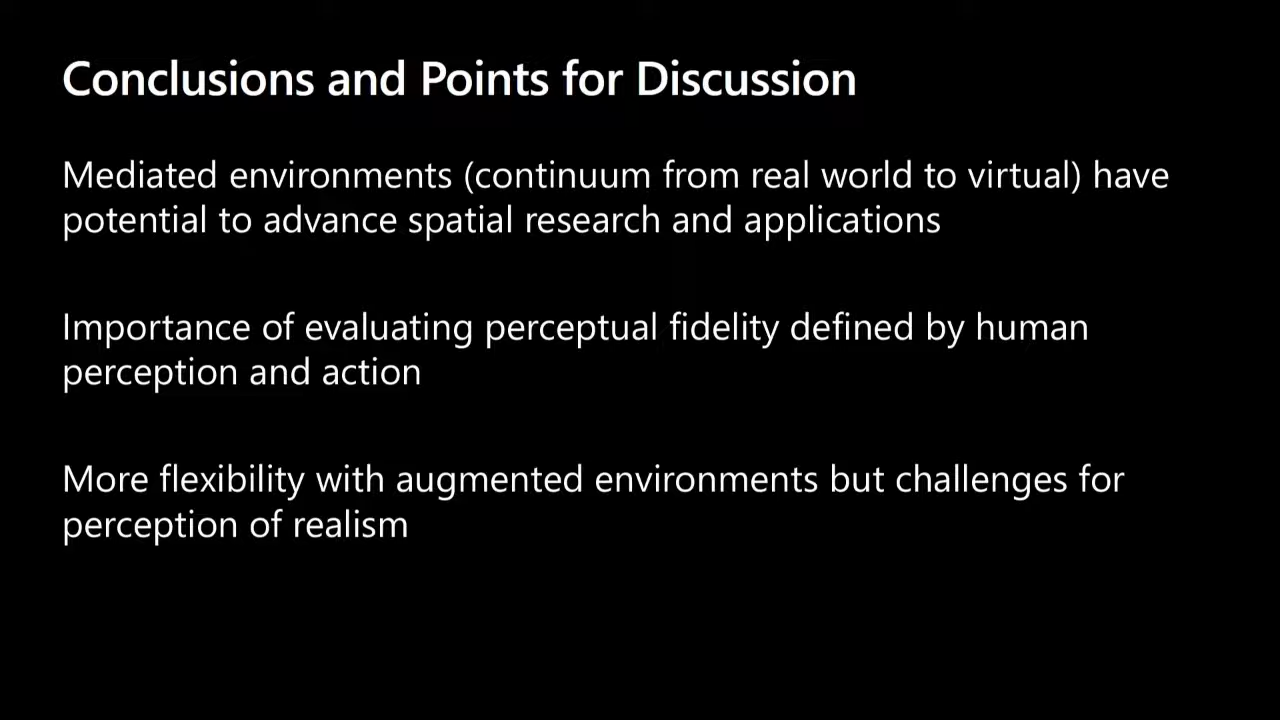 Conclusions and Points for Discussion
Mediated environments (continuum from real world to virtual) have
potential to advance spatial research and applications
Importance of evaluating perceptual fidelity defined by human
perception and action
More flexibility with augmented environments but challenges for
perception of realism